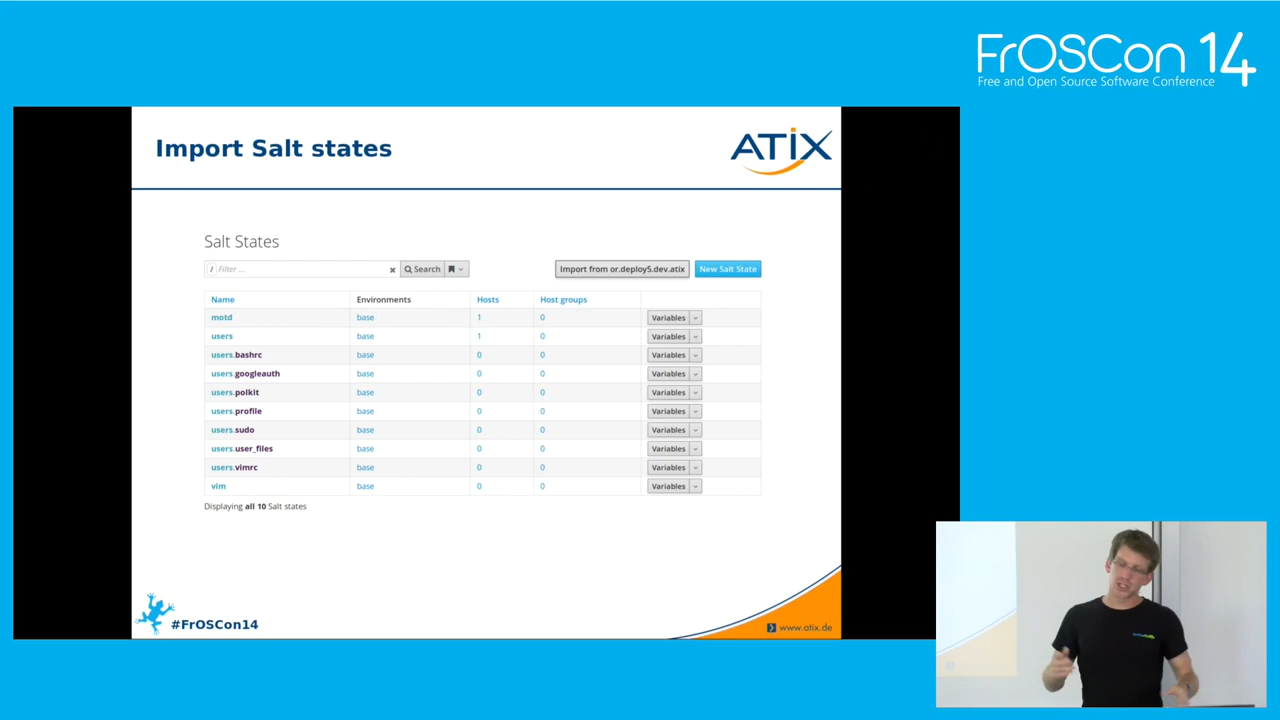 FrOSCon 14
Free and Open Source Software Conference
Import Salt states
ATIX
Salt States
/ Filter ... × Search
Import from or.deploy5.dev.atix New Salt State
Name Environments Hosts Host groups
motd base 1 0 Variables
users base 1 0 Variables
users.bashrc base 0 0 Variables
users.googleauth base 0 0 Variables
users.polkit base 0 0 Variables
users.profile base 0 0 Variables
users.sudo base 0 0 Variables
users.user_files base 0 0 Variables
users.vimrc base 0 0 Variables
vim base 0 0 Variables
Displaying all 10 Salt states
#FrOSCon14
www.atix.de